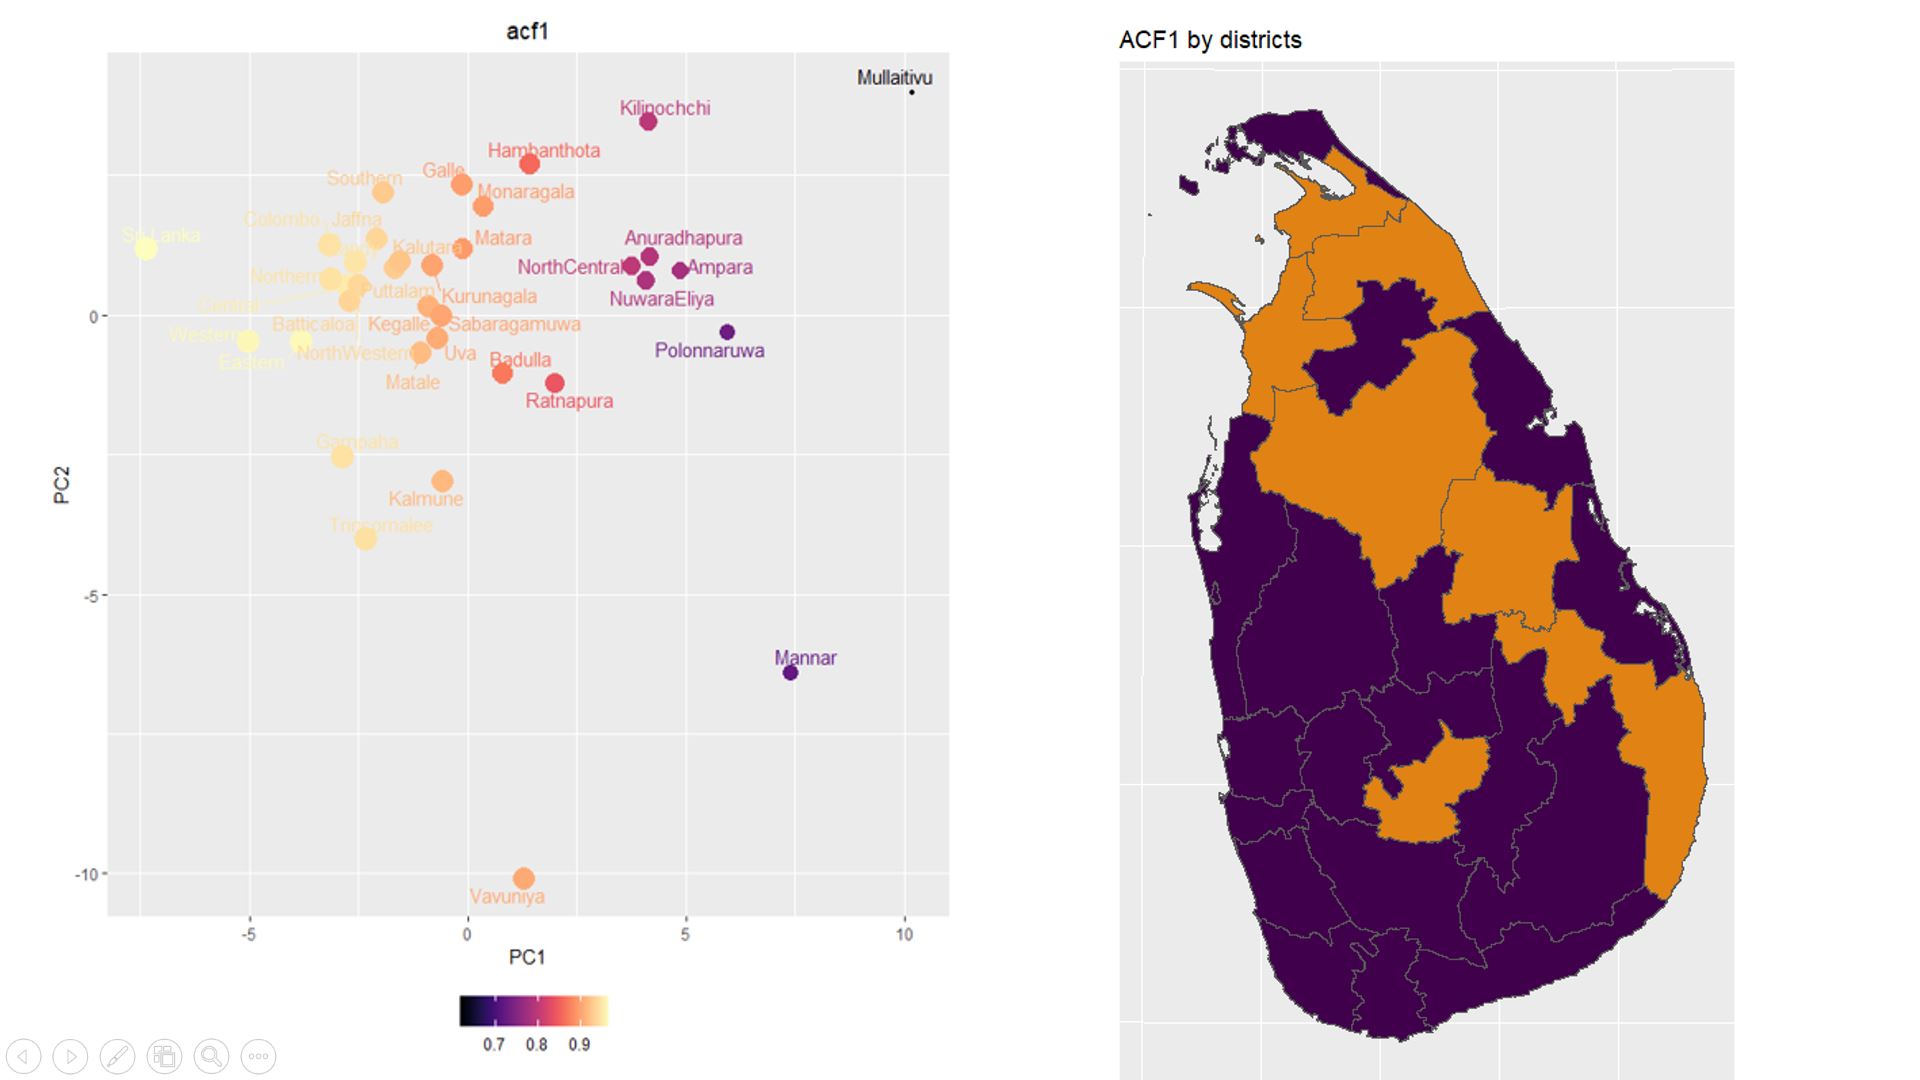 acf1
Mullaitivu
Kilinochchi
Hambanthota
Galle
Southern
Monaragala
Colombo
Jaffna
Sri Lanka
Matara
Kalutara
Anuradhapura
NorthCentral
Ampara
Northern
NuwaraEliya
Puttalam
Kurunagala
Central
Batticaloa
Kegalle
Sabaragamuwa
Western
Eastern
NorthWestern
Uva
Badulla
Polonnaruwa
Matale
Ratnapura
Gampaha
Kalmune
Trincomalee
Mannar
Vavuniya
0
-5
-10
PC2
-5
0
5
10
PC1
0.7
0.8
0.9
ACF1 by districts